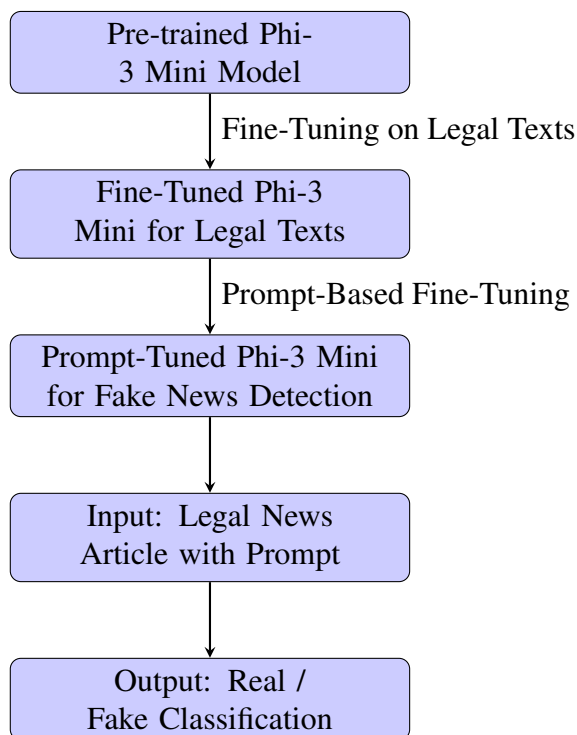 Pre-trained Phi-
3 Mini Model
Fine-Tuning on Legal Texts
Fine-Tuned Phi-3
Mini for Legal Texts
Prompt-Based Fine-Tuning
Prompt-Tuned Phi-3 Mini
for Fake News Detection
Input: Legal News
Article with Prompt
Output: Real /
Fake Classification